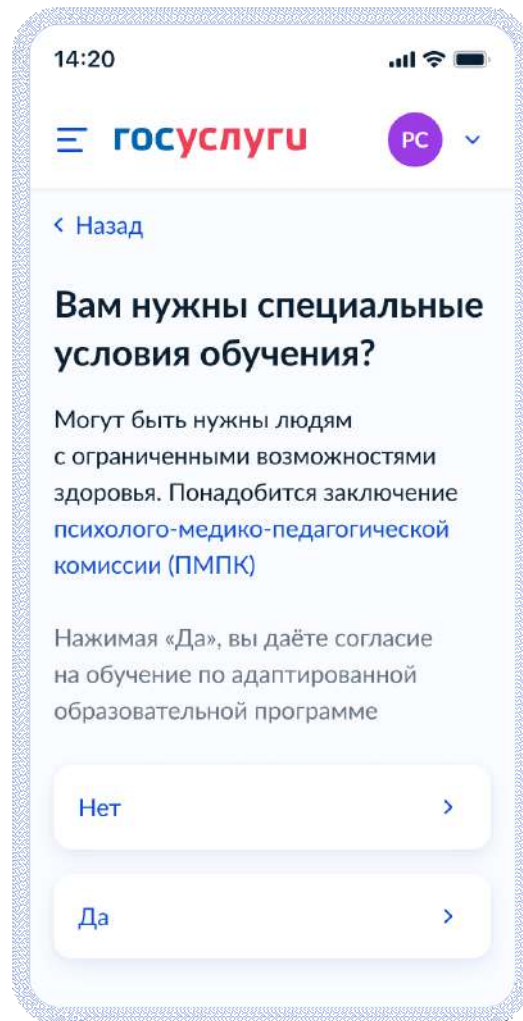 14:20
госуслуги
РС
Назад
Вам нужны специальные
условия обучения?
Могут быть нужны людям
с ограниченными возможностями
здоровья. Понадобится заключение
психолого-медико-педагогической
комиссии (ПМПК)
Нажимая «Да», вы даёте согласие
на обучение по адаптированной
образовательной программе
Нет
Да